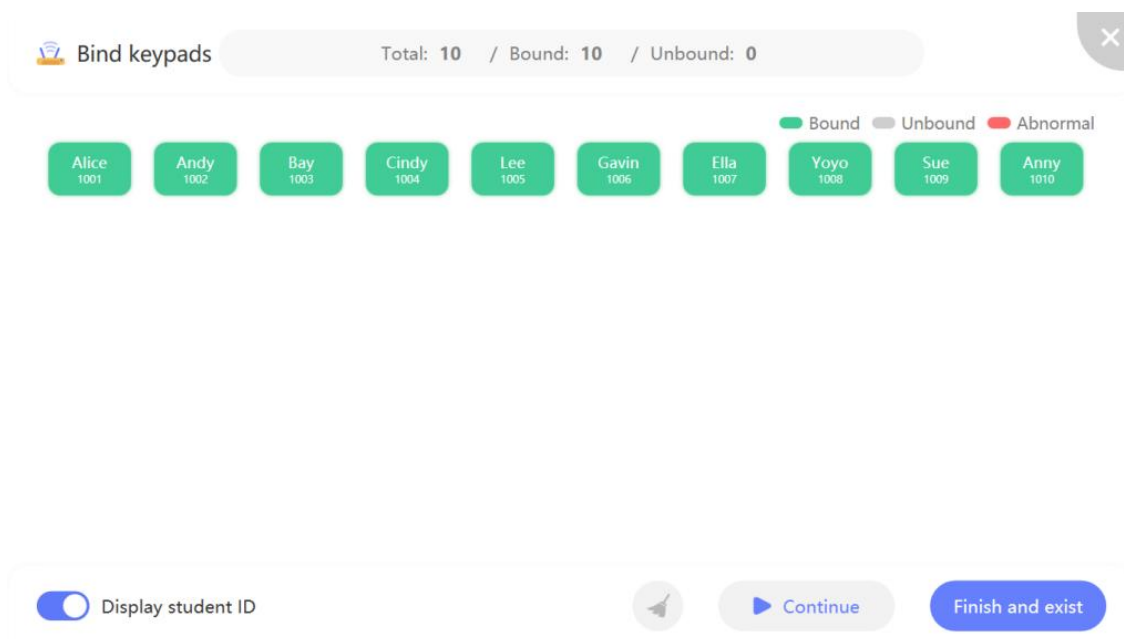 Bind keypads
Total: 10 / Bound: 10 / Unbound: 0
Bound Unbound Abnormal
Alice
1001
Andy
1002
Bay
1003
Cindy
1004
Lee
1005
Gavin
1006
Ella
1007
Yoyo
1008
Sue
1009
Anny
1010
Display student ID
Continue
Finish and exist